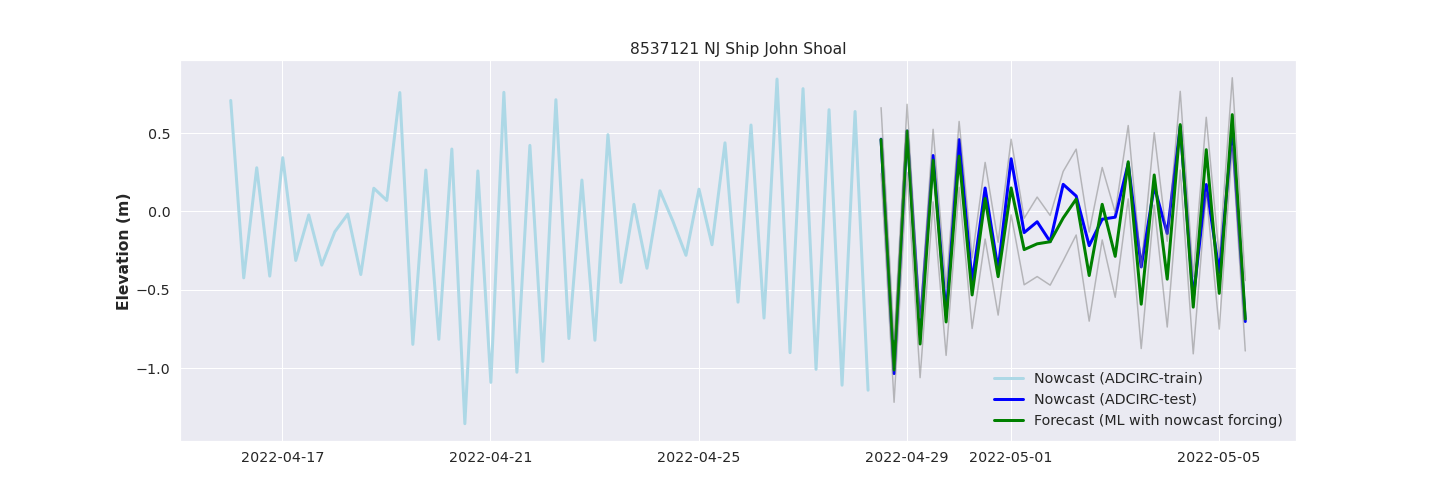 8537121 NJ Ship John Shoal
Elevation (m)
0.5
0.0
−0.5
−1.0
Nowcast (ADCIRC-train)
Nowcast (ADCIRC-test)
Forecast (ML with nowcast forcing)
2022-04-17 2022-04-21 2022-04-25 2022-04-29 2022-05-01 2022-05-05